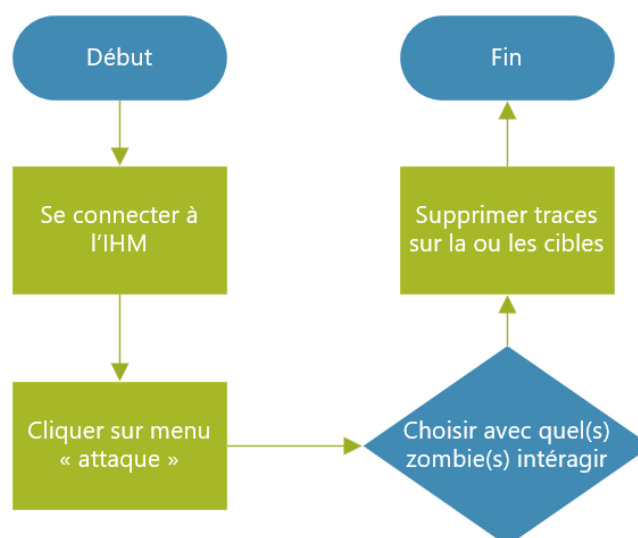 Début
Se connecter à
l'IHM
Cliquer sur menu
« attaque »
Choisir avec quel(s)
zombie(s) intéragir
Supprimer traces
sur la ou les cibles
Fin